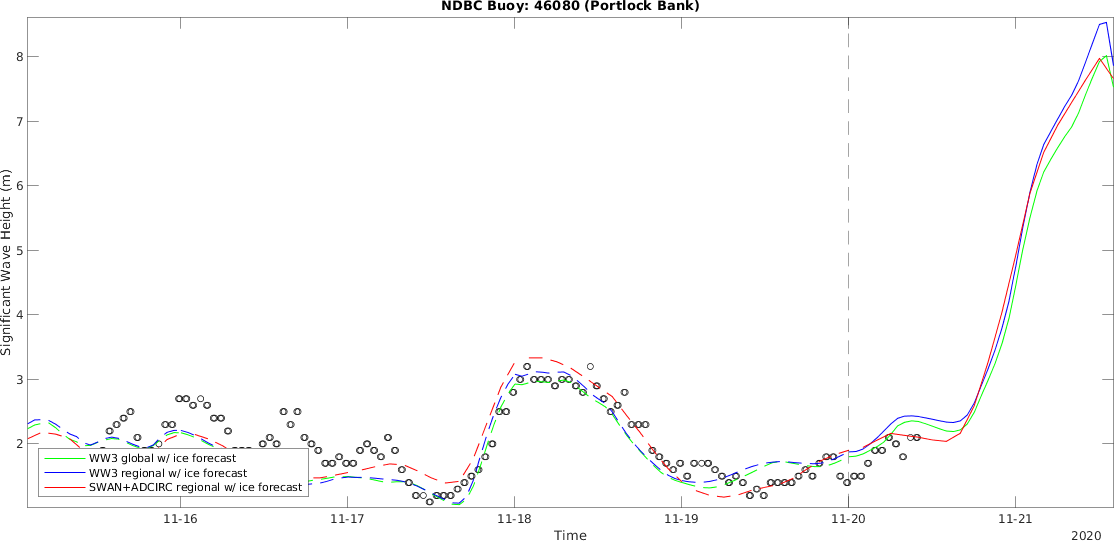 NDBC Buoy: 46080 (Portlock Bank)
8
7
6
5
4
3
2
Significant Wave Height (m)
WW3 global w/ ice forecast
WW3 regional w/ ice forecast
SWAN+ADCIRC regional w/ ice forecast
11-16 11-17 11-18 11-19 11-20 11-21
Time
2020